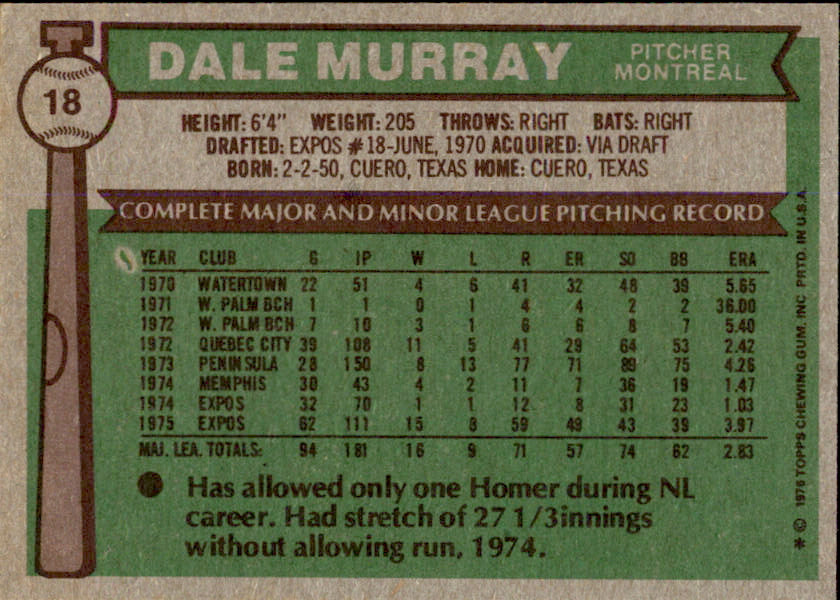 T
18
DALE MURRAY
PITCHER
MONTREAL
HEIGHT: 6'4" WEIGHT: 205 THROWS: RIGHT BATS: RIGHT
DRAFTED: EXPOS #18-JUNE, 1970 ACQUIRED: VIA DRAFT
BORN: 2-2-50, CUERO, TEXAS HOME: CUERO, TEXAS
COMPLETE MAJOR AND MINOR LEAGUE PITCHING RECORD
YEAR CLUB G IP W L R ER SO BB ERA
1970 WATERTOWN 22 51 4 6 41 32 48 39 5.65
1971 W. PALM BCH 1 1 0 1 4 4 2 2 36.00
1972 W. PALM BCH 7 10 3 1 6 6 8 7 5.40
1972 QUEBEC CITY 39 108 11 5 41 29 64 53 2.42
1973 PENINSULA 28 150 8 13 77 71 89 75 4.26
1974 MEMPHIS 30 43 4 2 11 7 36 19 1.47
1974 EXPOS 32 70 1 1 12 8 31 23 1.03
1975 EXPOS 62 111 15 8 59 49 43 39 3.97
MAJ. LEA. TOTALS: 94 181 16 9 71 57 74 62 2.83
Has allowed only one Homer during NL
career. Had stretch of 27 1/3innings
without allowing run, 1974.
* © 1976 TOPPS CHEWING GUM, INC. PRTD. IN U.S.A.